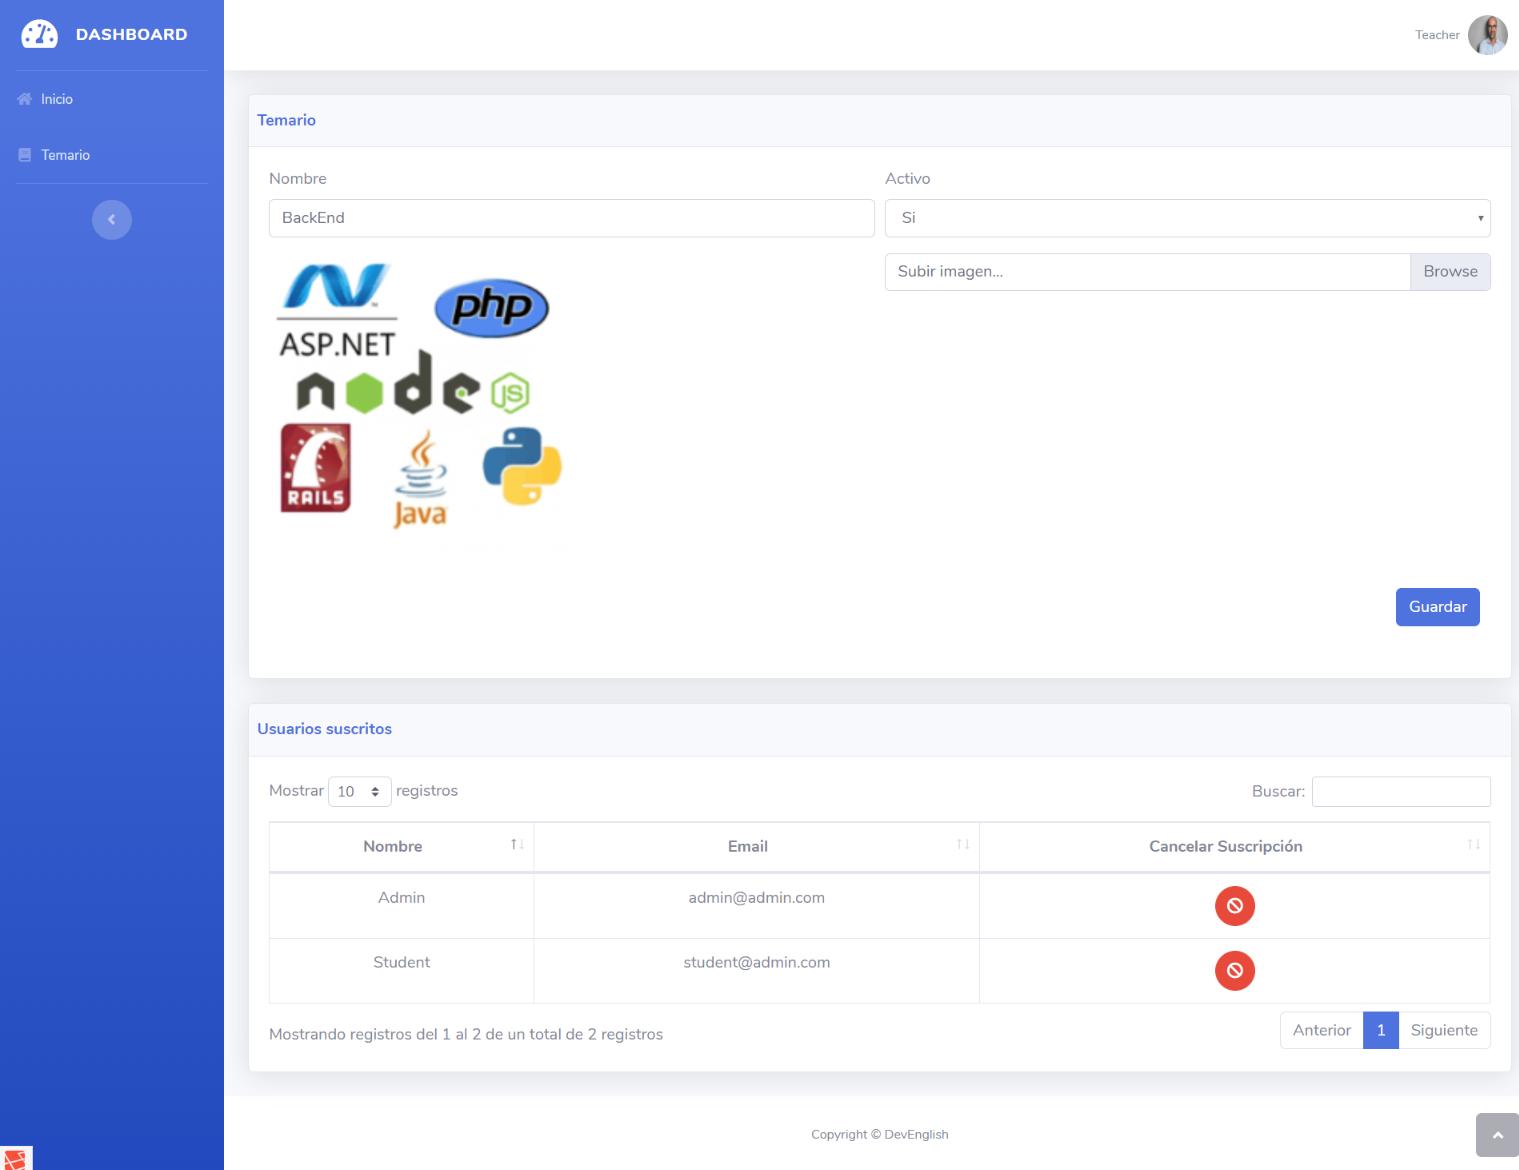 DASHBOARD
Teacher
Inicio
Temario
Temario
Nombre
Activo
BackEnd
Si
Subir imagen...
Browse
ASP.NET
php
node
JS
RAILS
Java
Guardar
Usuarios suscritos
Mostrar 10 registros
Buscar:
Nombre
Email
Cancelar Suscripción
Admin
admin@admin.com
Student
student@admin.com
Mostrando registros del 1 al 2 de un total de 2 registros
Anterior 1 Siguiente
Copyright © DevEnglish